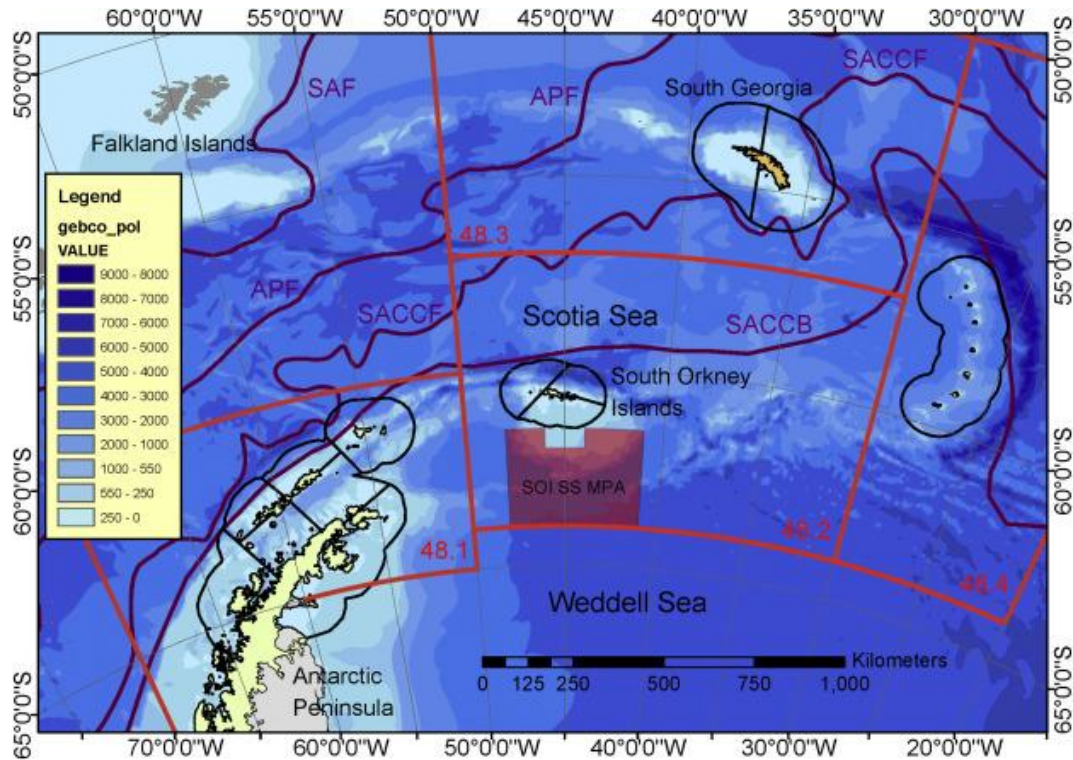 60°0'0"W 55°0'0"W 50°0'0"W 45°0'0"W 40°0'0"W 35°0'0"W 30°0'0"W
50°0'0"S
50°0'0"S
SACCF
SAF
APF
South Georgia
Falkland Islands
Legend
gebco_pol
VALUE
9000 - 8000
8000 - 7000
7000 - 6000
6000 - 5000
5000 - 4000
4000 - 3000
3000 - 2000
2000 - 1000
1000 - 550
550 - 250
250 - 0
48.3
55°0'0"S
55°0'0"S
APF
SACCF
Scotia Sea
SACCB
South Orkney
Islands
60°0'0"S
60°0'0"S
SOI SS MPA
48.1
48.2
48.4
Weddell Sea
Kilometers
0 125 250 500 750 1,000
Antarctic
Peninsula
65°0'0"S
65°0'0"S
70°0'0"W 60°0'0"W 50°0'0"W 40°0'0"W 30°0'0"W 20°0'0"W